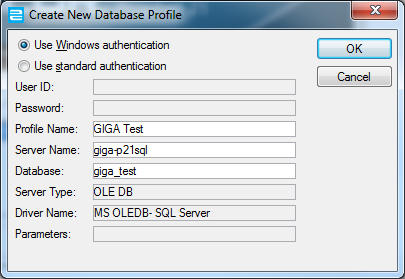 Create New Database Profile
Use Windows authentication
OK
Use standard authentication
Cancel
User ID:
Password:
Profile Name: GIGA Test
Server Name: giga-p21sql
Database: giga_test
Server Type: OLE DB
Driver Name: MS OLEDB- SQL Server
Parameters: